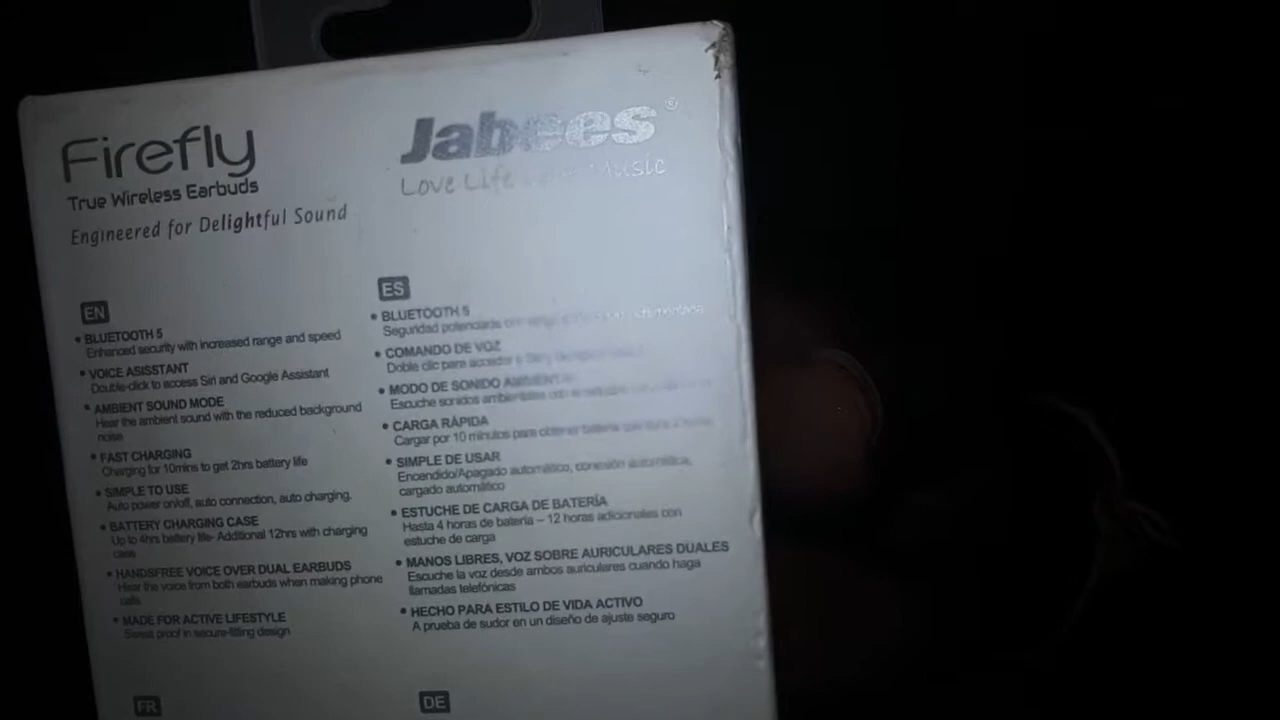 Firefly
True Wireless Earbuds
Engineered for Delightful Sound
Jabees®
Love Life Music
EN
• BLUETOOTH 5
Enhanced security with increased range and speed
• VOICE ASISSTANT
Double-click to access Siri and Google Assistant
• AMBIENT SOUND MODE
Hear the ambient sound with the reduced background
noise
• FAST CHARGING
Charging for 10mins to get 2hrs battery life
• SIMPLE TO USE
Auto power on/off, auto connection, auto charging.
• BATTERY CHARGING CASE
Up to 4hrs battery life- Additional 12hrs with charging
case
• HANDSFREE VOICE OVER DUAL EARBUDS
Hear the voice from both earbuds when making phone
calls
• MADE FOR ACTIVE LIFESTYLE
Sweat proof in secure-fitting design
ES
• BLUETOOTH 5
Seguridad
• COMANDO DE VOZ
Doble clic para acceder a
• MODO DE SONIDO AMBIENTAL
Escuche sonidos ambientales con
• CARGA RÁPIDA
Cargar por 10 minutos para obtener batería que
• SIMPLE DE USAR
Encendido/Apagado automático, conexión automática,
cargado automático
• ESTUCHE DE CARGA DE BATERÍA
Hasta 4 horas de batería – 12 horas adicionales con
estuche de carga
• MANOS LIBRES, VOZ SOBRE AURICULARES DUALES
Escuche la voz desde ambos auriculares cuando haga
llamadas telefónicas
• HECHO PARA ESTILO DE VIDA ACTIVO
A prueba de sudor en un diseño de ajuste seguro
FR
DE